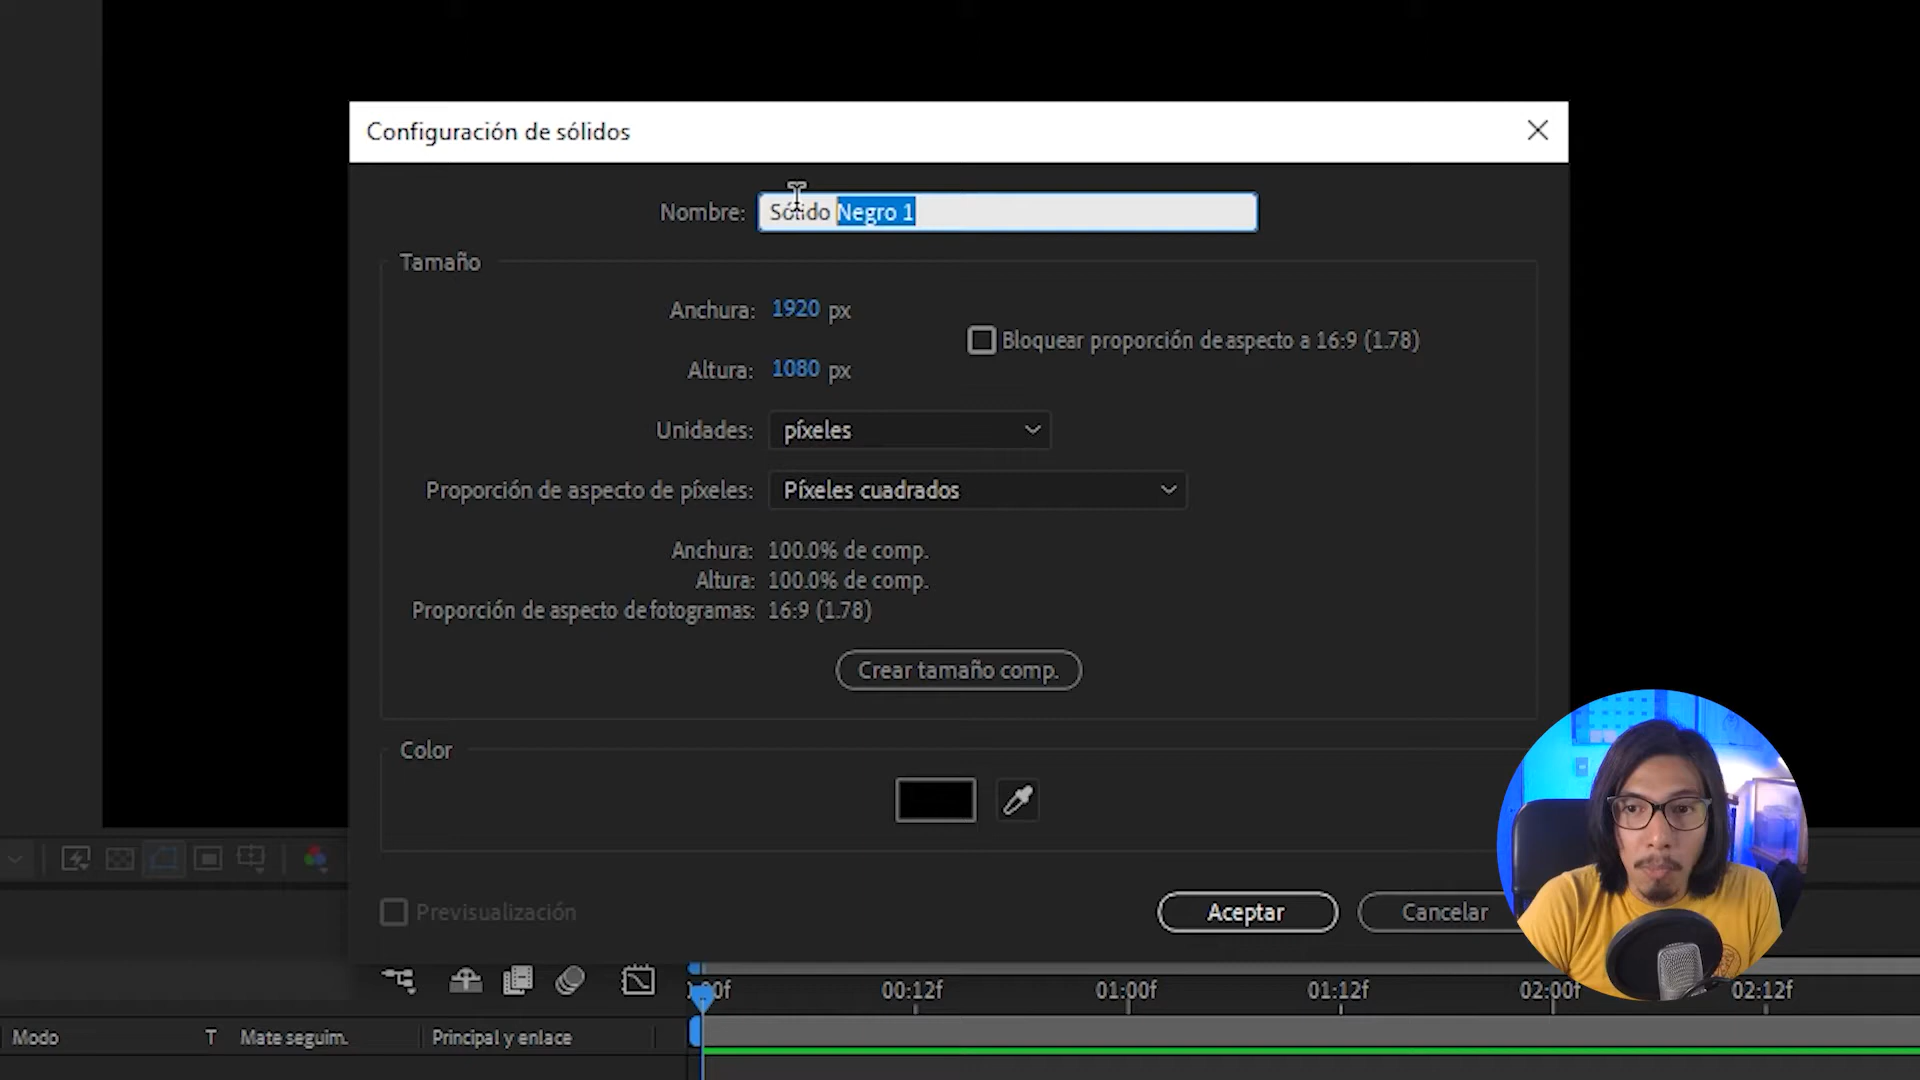 Configuración de sólidos
Nombre: Sólido Negro 1
Tamaño
Anchura: 1920 px
Bloquear proporción de aspecto a 16:9 (1.78)
Altura: 1080 px
Unidades: píxeles
Proporción de aspecto de píxeles: Píxeles cuadrados
Anchura: 100.0% de comp.
Altura: 100.0% de comp.
Proporción de aspecto de fotogramas: 16:9 (1.78)
Crear tamaño comp.
Color
Previsualización
Aceptar
Cancelar
00f 00:12f 01:00f 01:12f 02:00f 02:12f
Modo T Mate seguim. Principal y enlace